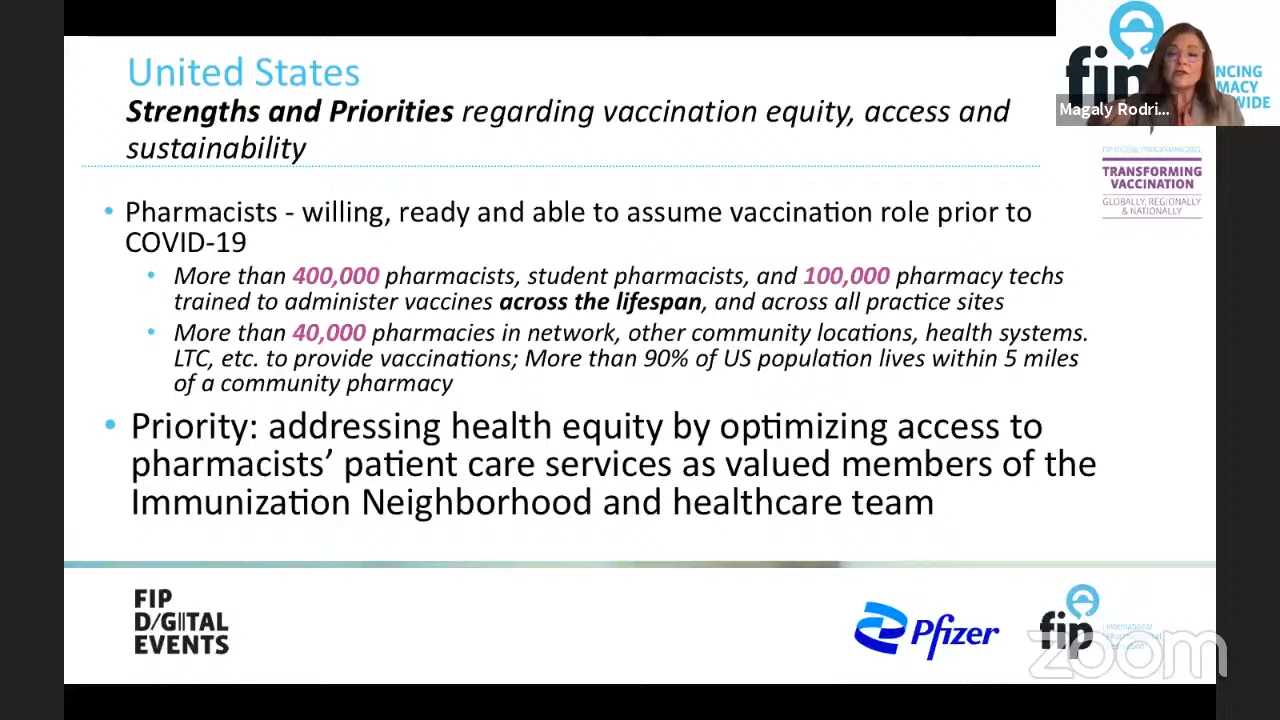 United States
Strengths and Priorities regarding vaccination equity, access and
sustainability
• Pharmacists - willing, ready and able to assume vaccination role prior to
COVID-19
• More than 400,000 pharmacists, student pharmacists, and 100,000 pharmacy techs
trained to administer vaccines across the lifespan, and across all practice sites
• More than 40,000 pharmacies in network, other community locations, health systems.
LTC, etc. to provide vaccinations; More than 90% of US population lives within 5 miles
of a community pharmacy
• Priority: addressing health equity by optimizing access to
pharmacists’ patient care services as valued members of the
Immunization Neighborhood and healthcare team
fip
NCING
MACY
WIDE
Magaly Rodri...
TRANSFORMING
VACCINATION
GLOBALLY, REGIONALLY
& NATIONALLY
FIP
D/GITAL
EVENTS
Pfizer
fip
zoom